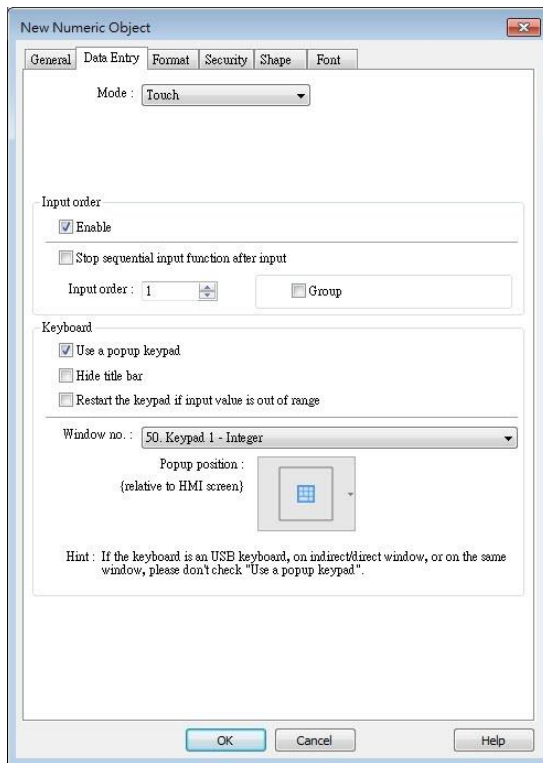 New Numeric Object
General Data Entry Format Security Shape Font
Mode : Touch
Input order
Enable
Stop sequential input function after input
Input order : 1 Group
Keyboard
Use a popup keypad
Hide title bar
Restart the keypad if input value is out of range
Window no. : 50. Keypad 1 - Integer
Popup position :
{relative to HMI screen}
Hint : If the keyboard is an USB keyboard, on indirect/direct window, or on the same
window, please don't check "Use a popup keypad".
OK Cancel Help